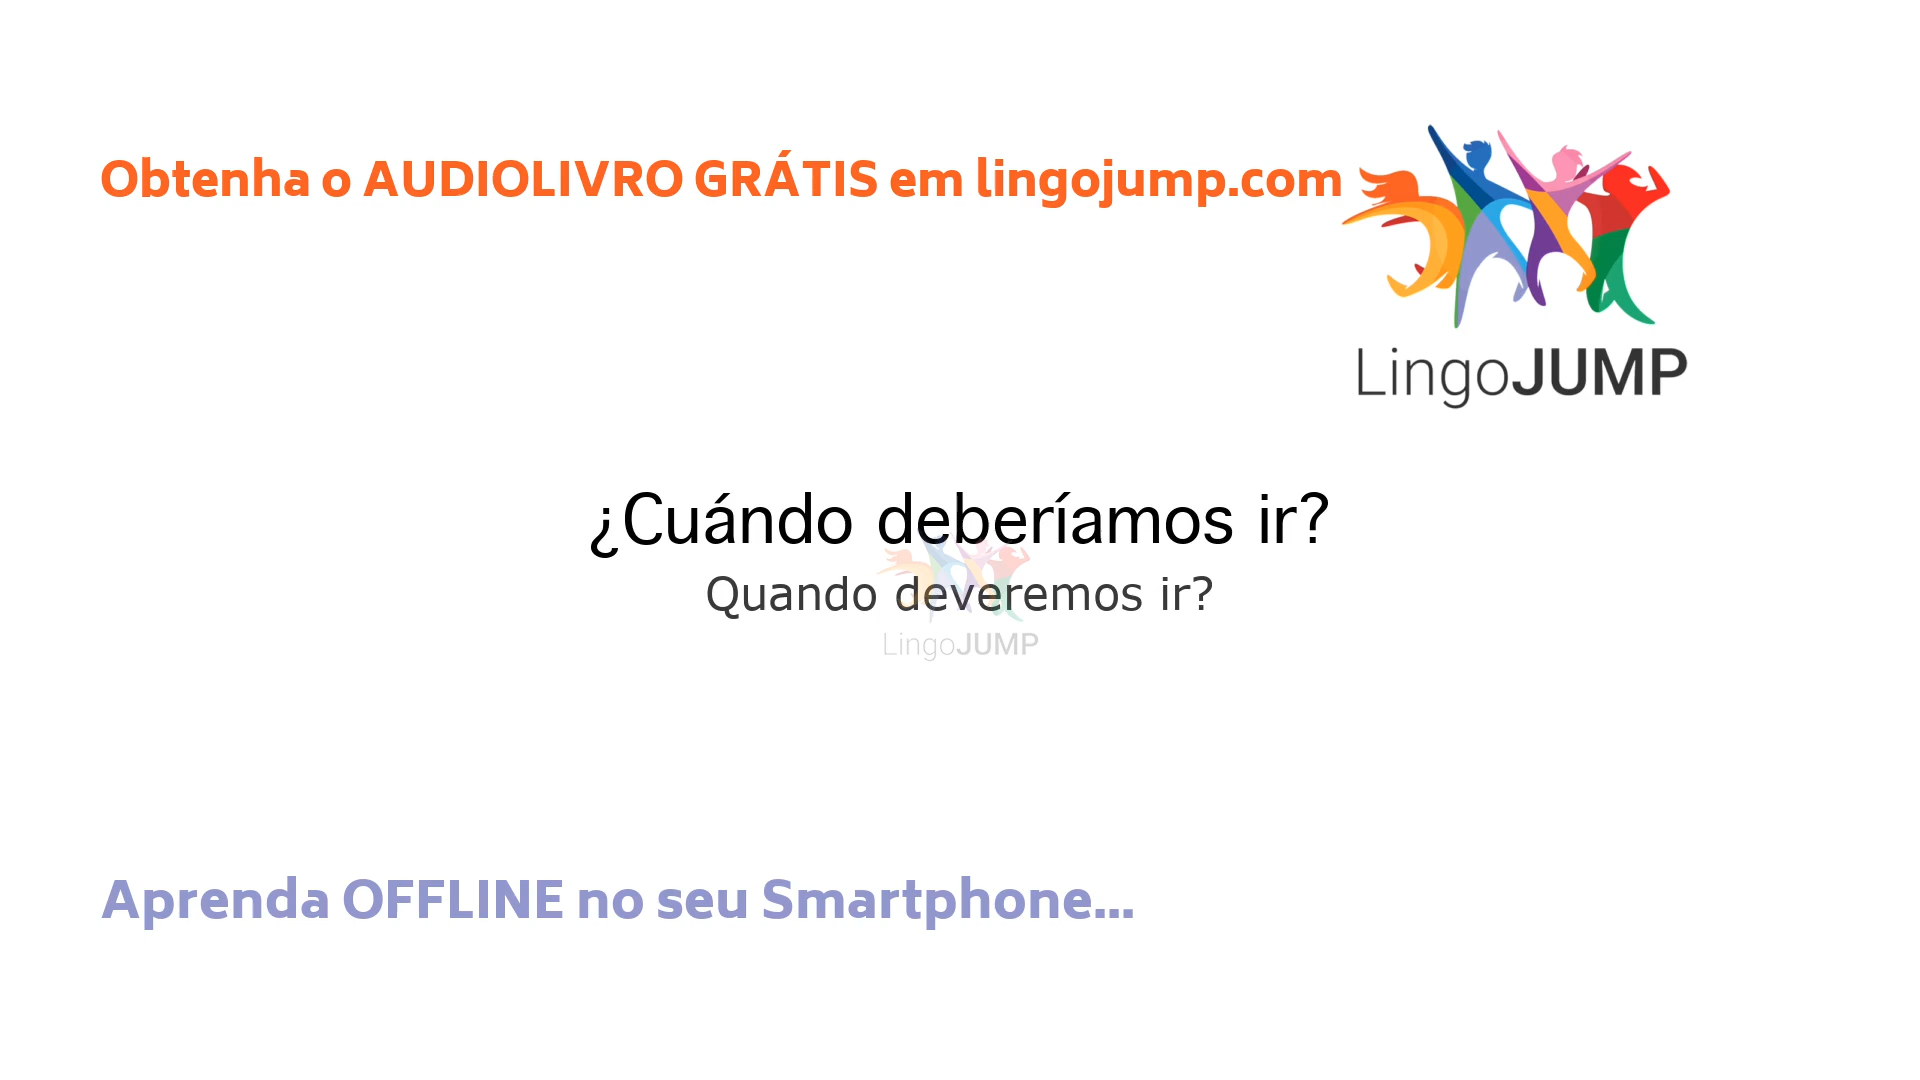 Obtenha o AUDIOLIVRO GRÁTIS em lingojump.com
LingoJUMP
¿Cuándo deberíamos ir?
Quando deveremos ir?
LingoJUMP
Aprenda OFFLINE no seu Smartphone...